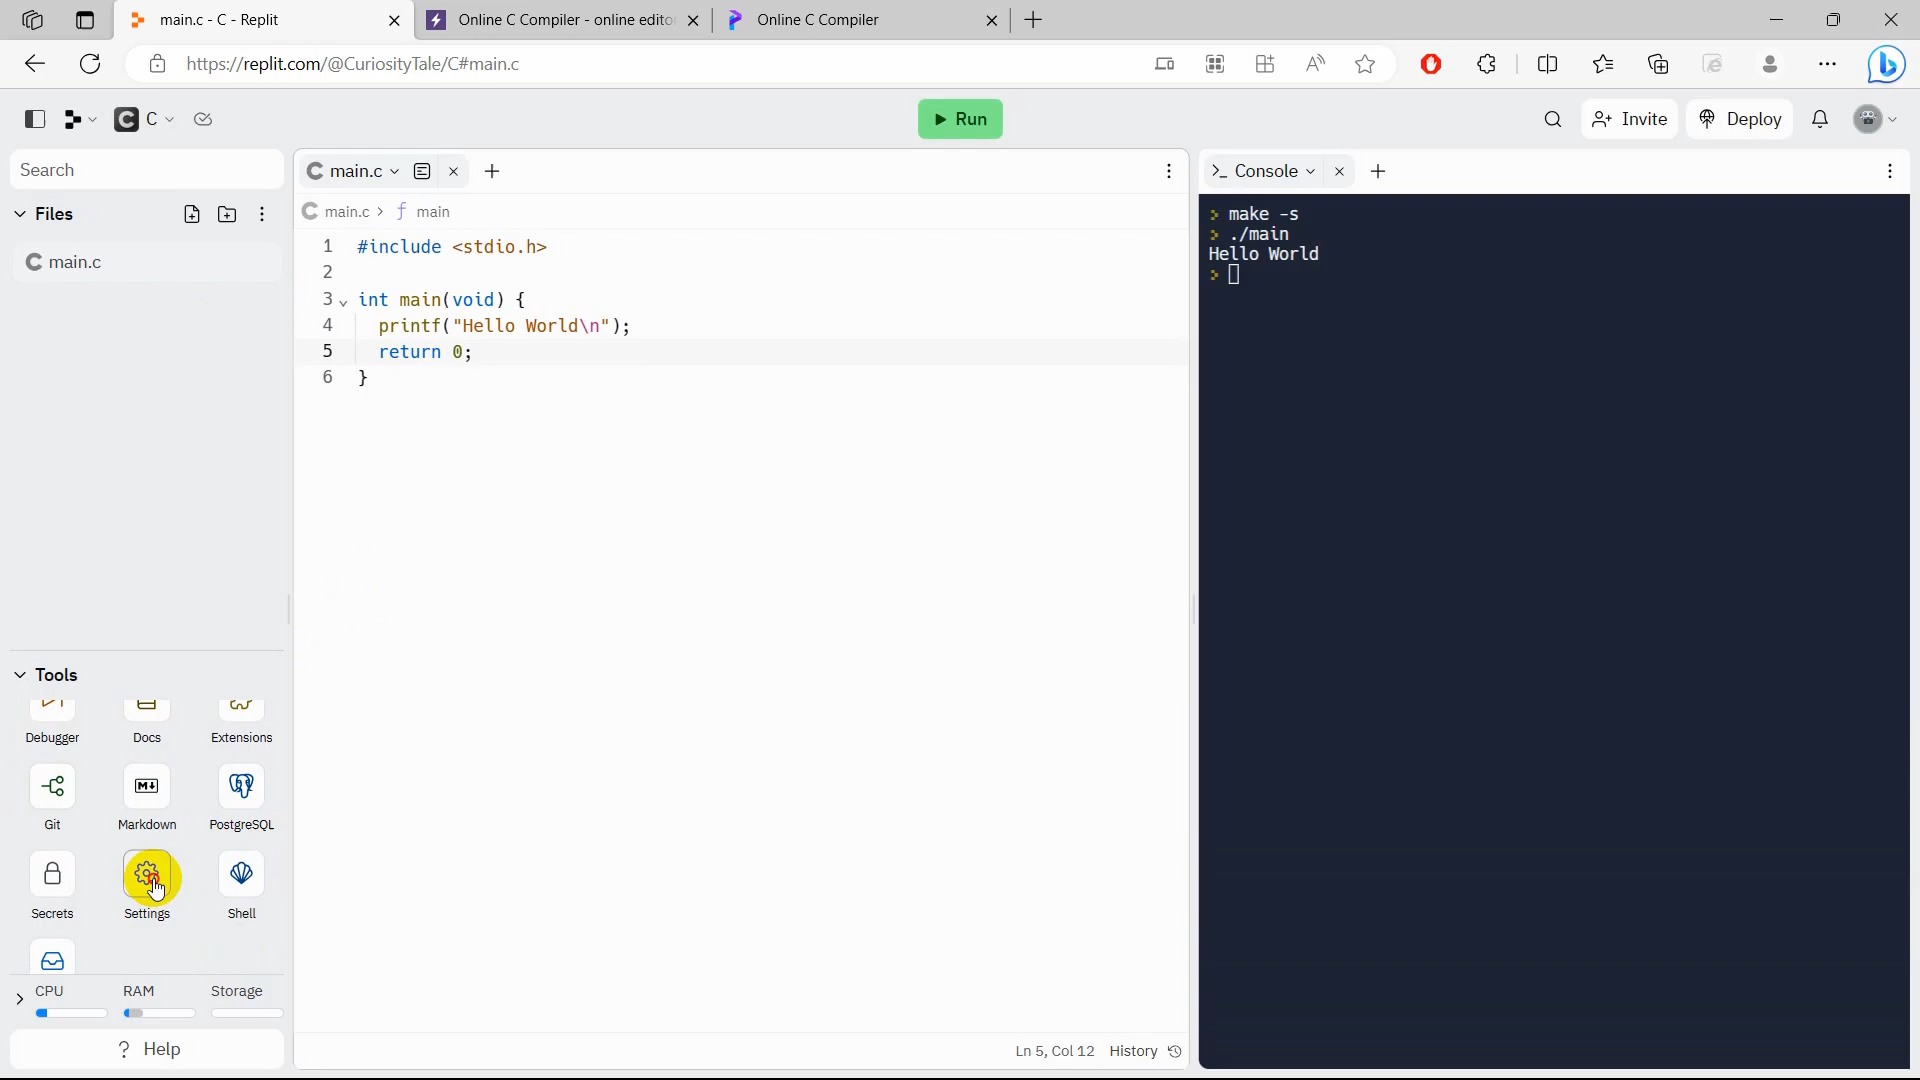 main.c - C - Replit
Online C Compiler - online edito
Online C Compiler
https://replit.com/@CuriosityTale/C#main.c
C
Run
Invite
Deploy
Search
main.c
Console
Files
main.c > f main
main.c
1 #include <stdio.h>
2
3 int main(void) {
4 printf("Hello World\n");
5 return 0;
6 }
> make -s
> ./main
Hello World
>
Tools
Debugger Docs Extensions
Git Markdown PostgreSQL
Secrets Settings Shell
CPU RAM Storage
? Help
Ln 5, Col 12 History